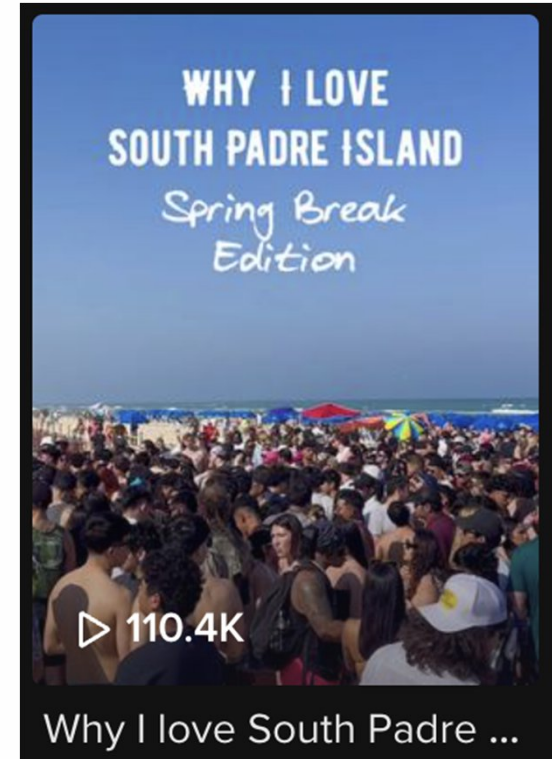 WHY I LOVE
SOUTH PADRE ISLAND
Spring Break
Edition
110.4K
Why I love South Padre ...